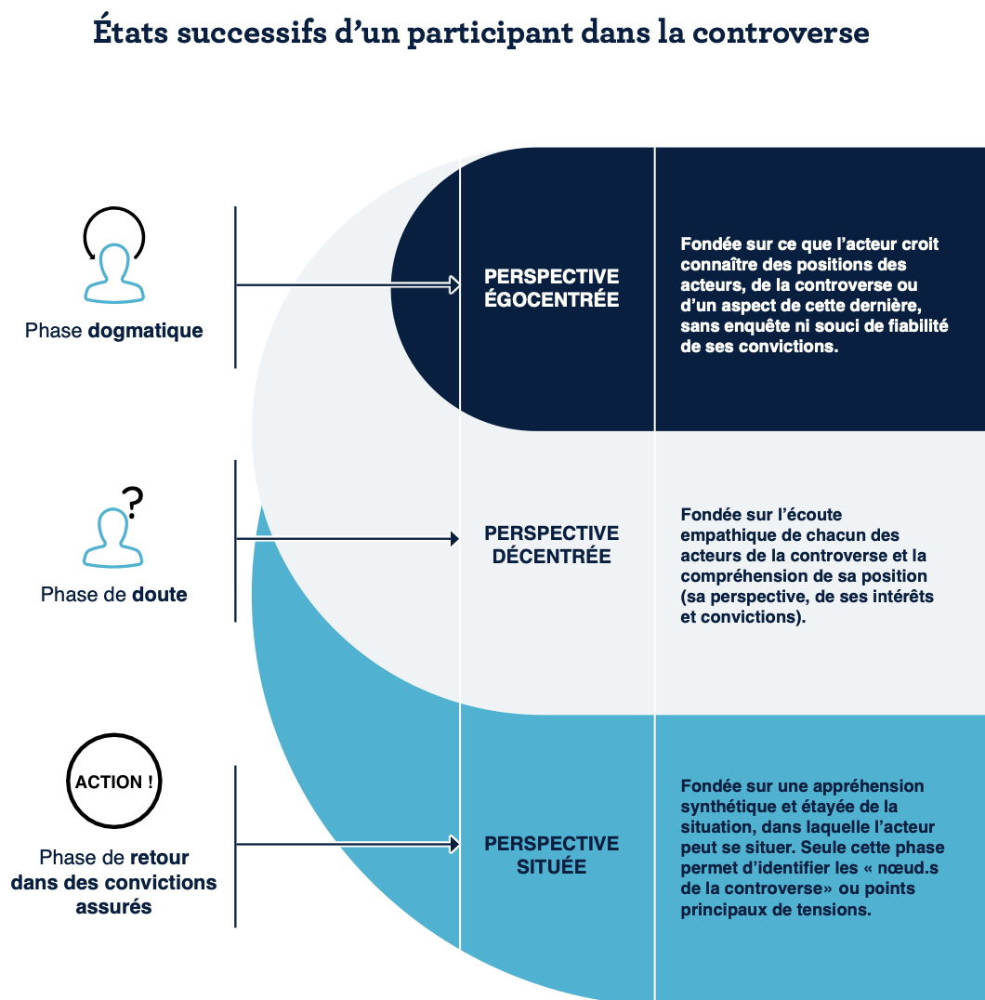 États successifs d'un participant dans la controverse
Phase dogmatique
PERSPECTIVE
ÉGOCENTRÉE
Fondée sur ce que l'acteur croit
connaître des positions des
acteurs, de la controverse ou
d'un aspect de cette dernière,
sans enquête ni souci de fiabilité
de ses convictions.
?
Phase de doute
PERSPECTIVE
DÉCENTRÉE
Fondée sur l'écoute
empathique de chacun des
acteurs de la controverse et la
compréhension de sa position
(sa perspective, de ses intérêts
et convictions).
ACTION !
Phase de retour
dans des convictions
assurés
PERSPECTIVE
SITUÉE
Fondée sur une appréhension
synthétique et étayée de la
situation, dans laquelle l'acteur
peut se situer. Seule cette phase
permet d'identifier les « nœud.s
de la controverse» ou points
principaux de tensions.